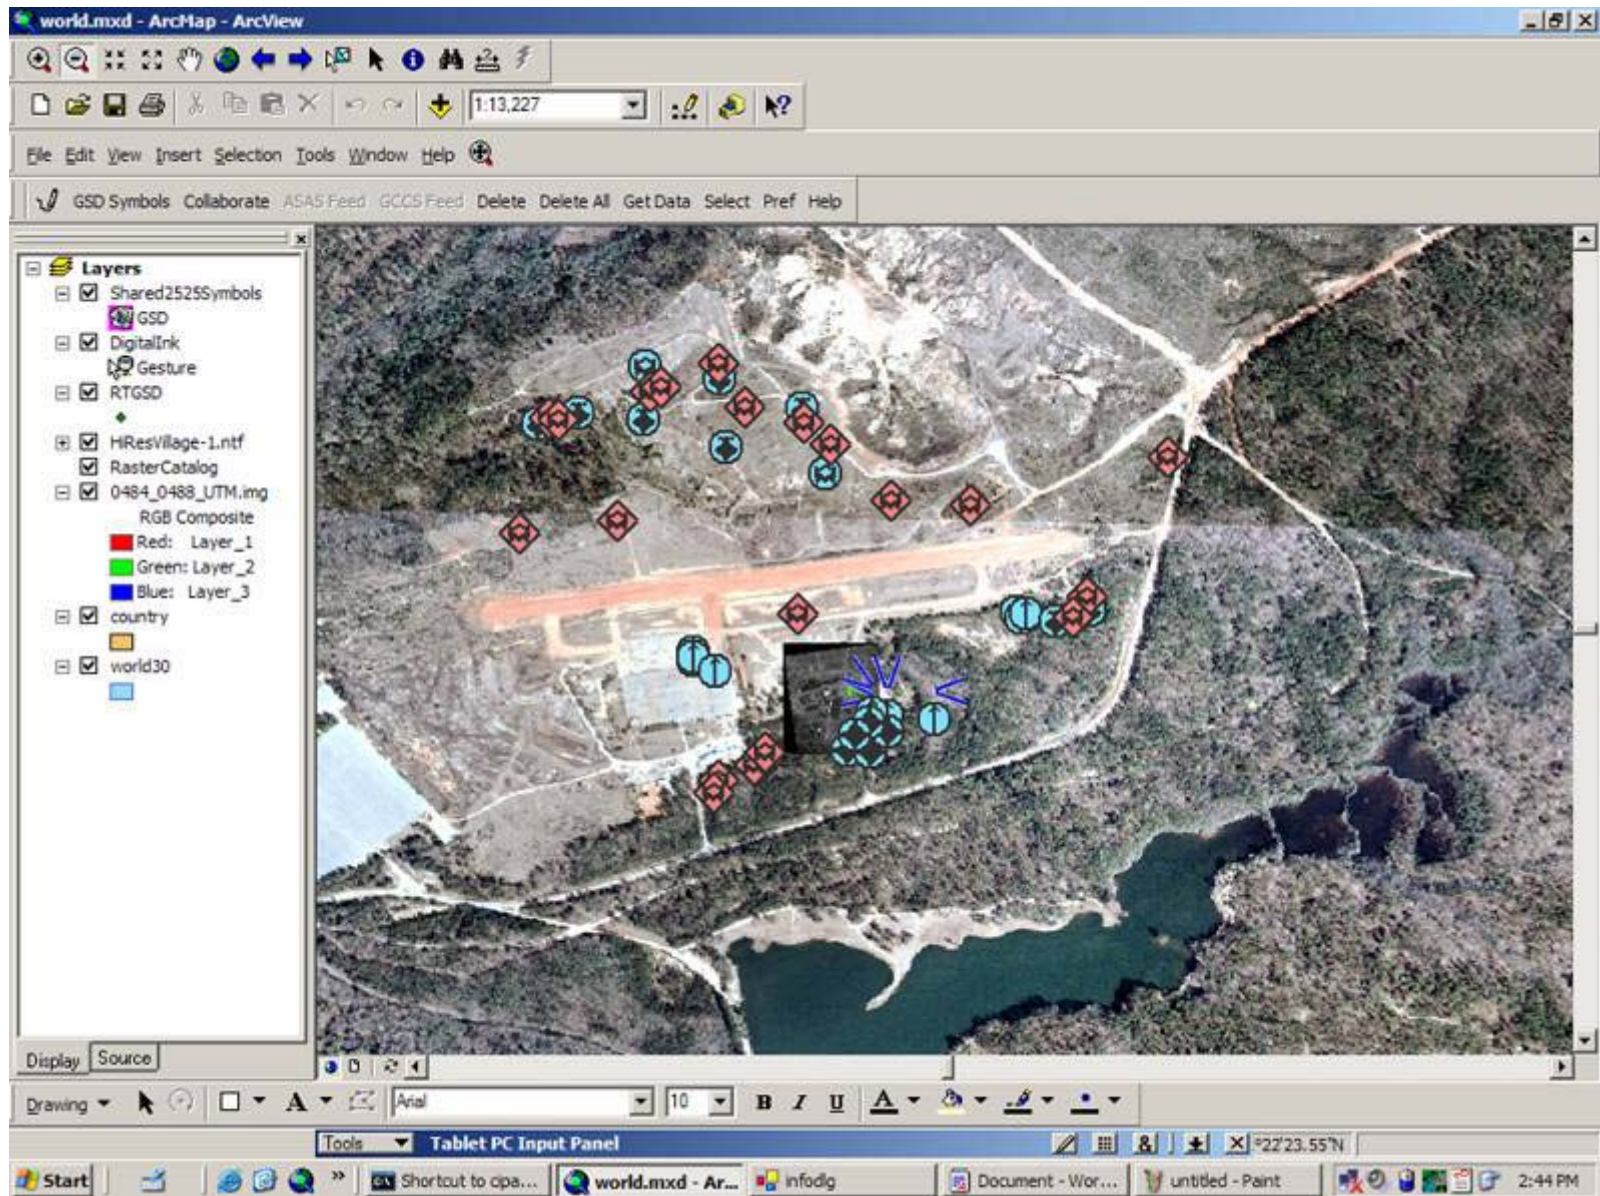 world.mxd - ArcMap - ArcView
1:13,227
File Edit View Insert Selection Tools Window Help
GSD Symbols Collaborate ASAS Feed GCCS Feed Delete Delete All Get Data Select Pref Help
Layers
Shared2525Symbols
GSD
DigitalInk
Gesture
RTGSD
HiResVillage-1.ntf
RasterCatalog
0484_0488_UTM.img
RGB Composite
Red: Layer_1
Green: Layer_2
Blue: Layer_3
country
world30
Display Source
Drawing A Arial 10 B I U A
Tools Tablet PC Input Panel & °22'23.55"N
Start » Shortcut to cipa... world.mxd - Ar... infodlg Document - Wor... untitled - Paint 2:44 PM